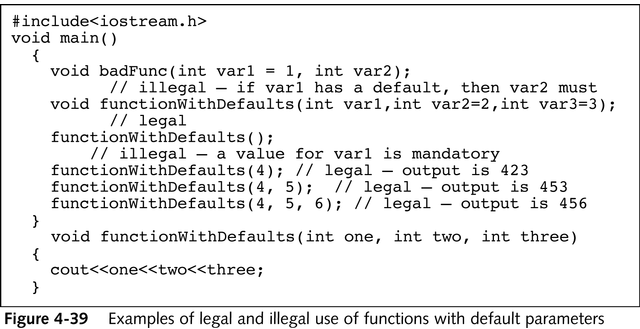 #include<iostream.h>
void main()
{
void badFunc(int var1 = 1, int var2);
// illegal – if var1 has a default, then var2 must
void functionWithDefaults(int var1,int var2=2,int var3=3);
// legal
functionWithDefaults();
// illegal – a value for var1 is mandatory
functionWithDefaults(4); // legal – output is 423
functionWithDefaults(4, 5);  // legal – output is 453
functionWithDefaults(4, 5, 6); // legal – output is 456
}
void functionWithDefaults(int one, int two, int three)
{
cout<<one<<two<<three;
}
Figure 4-39 Examples of legal and illegal use of functions with default parameters